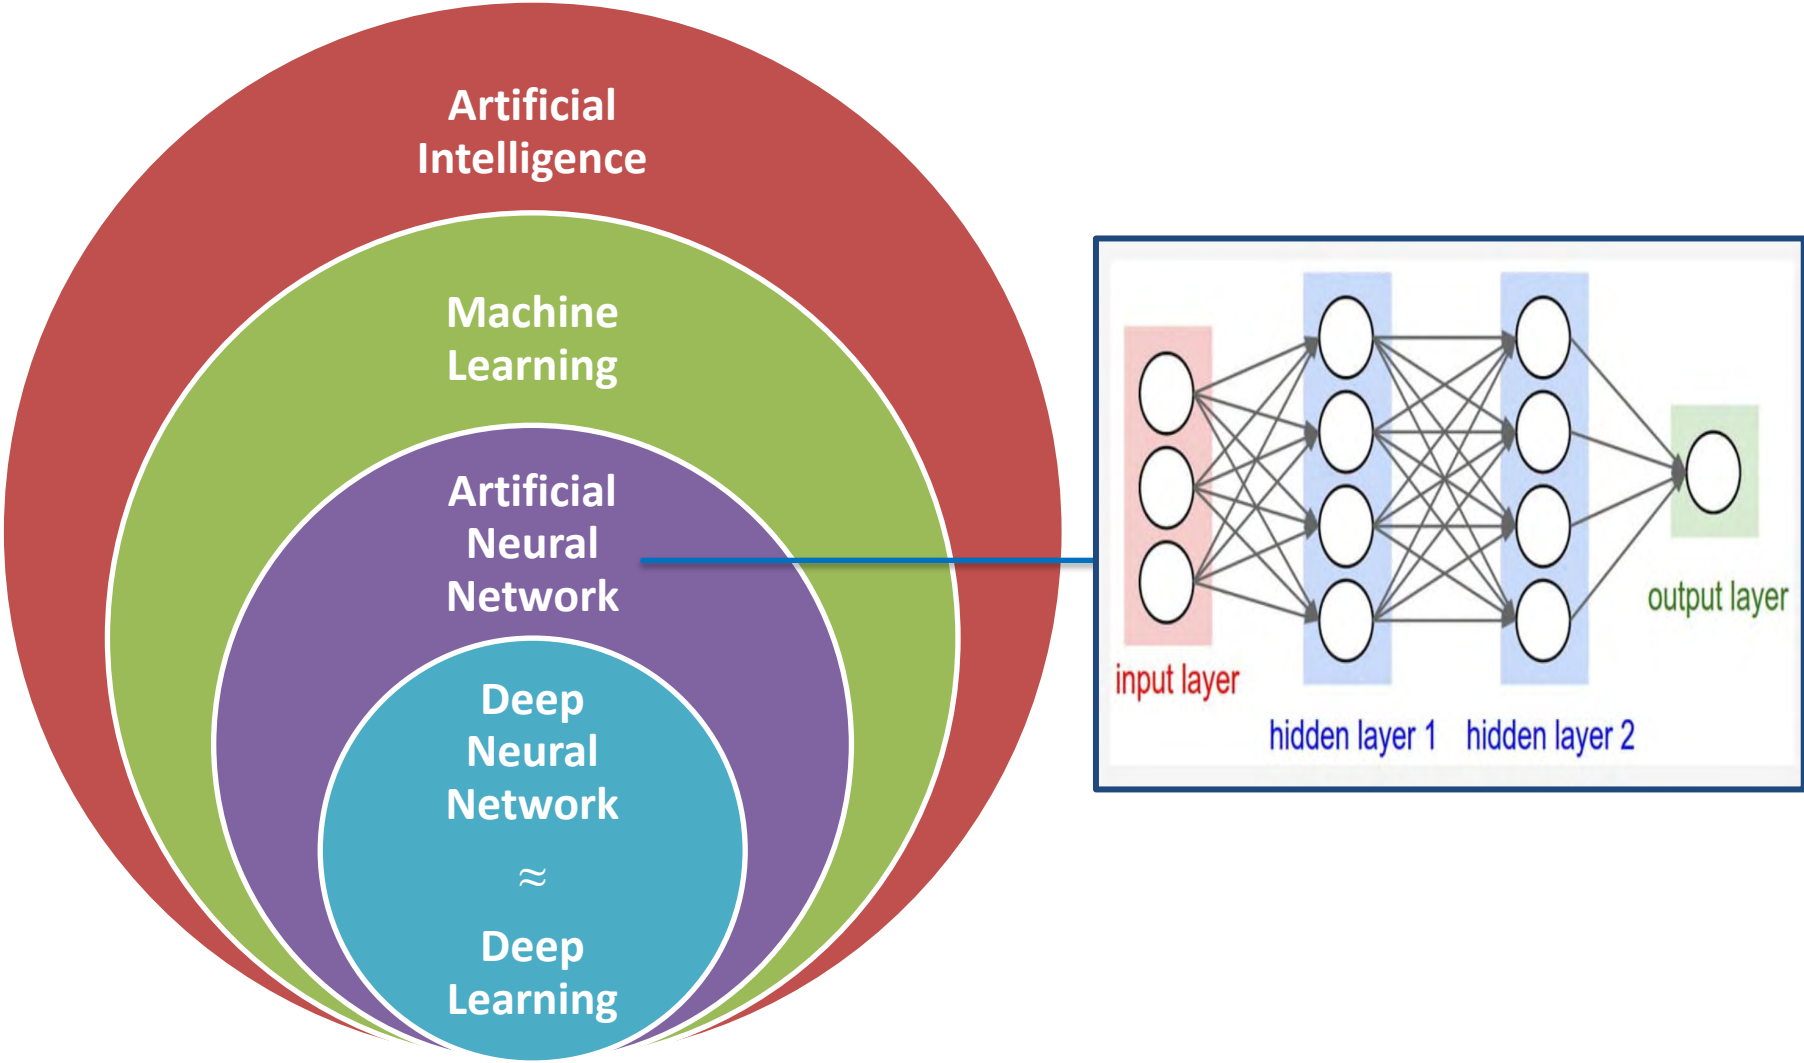 Artificial
Intelligence
Machine
Learning
Artificial
Neural
Network
Deep
Neural
Network
≈
Deep
Learning
input layer
hidden layer 1
hidden layer 2
output layer